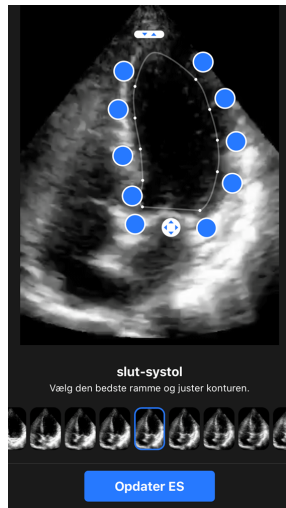 slut-systol
Vælg den bedste ramme og juster konturen.
Opdater ES